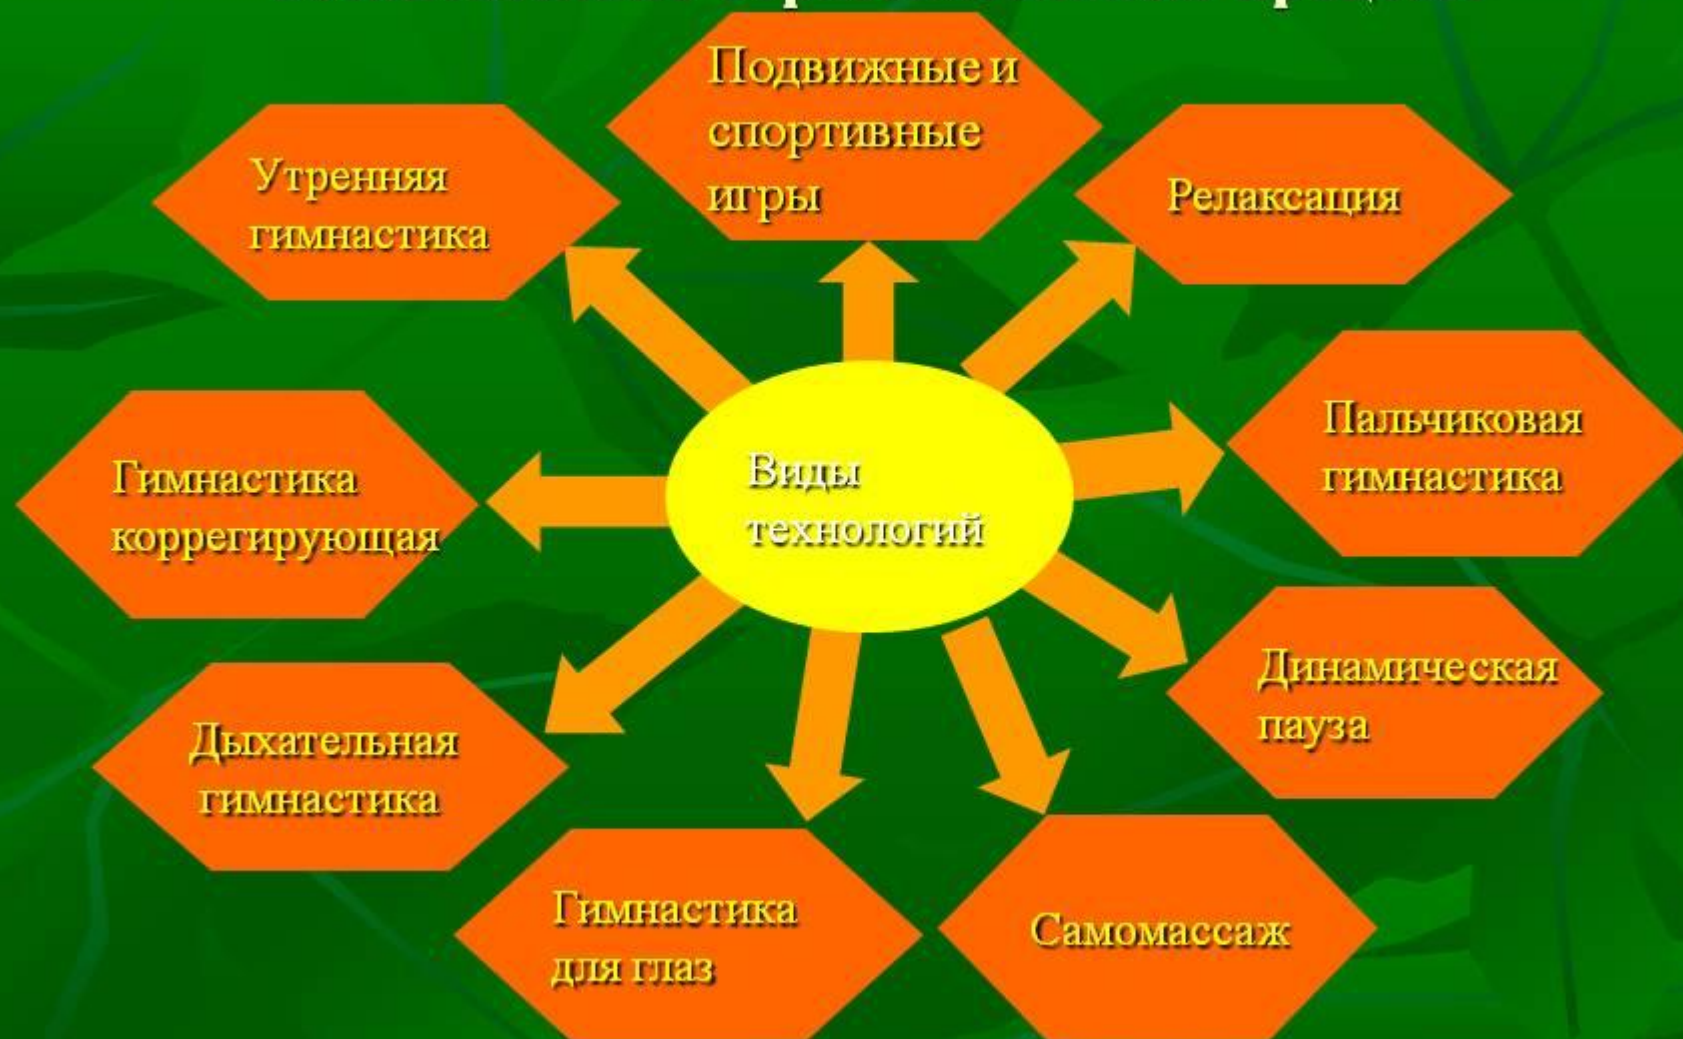 Подвижные и
спортивные
игры
Утренняя
гимнастика
Релаксация
Пальчиковая
гимнастика
Виды
технологий
Гимнастика
коррегирующая
Динамическая
пауза
Дыхательная
гимнастика
Гимнастика
для глаз
Самомассаж